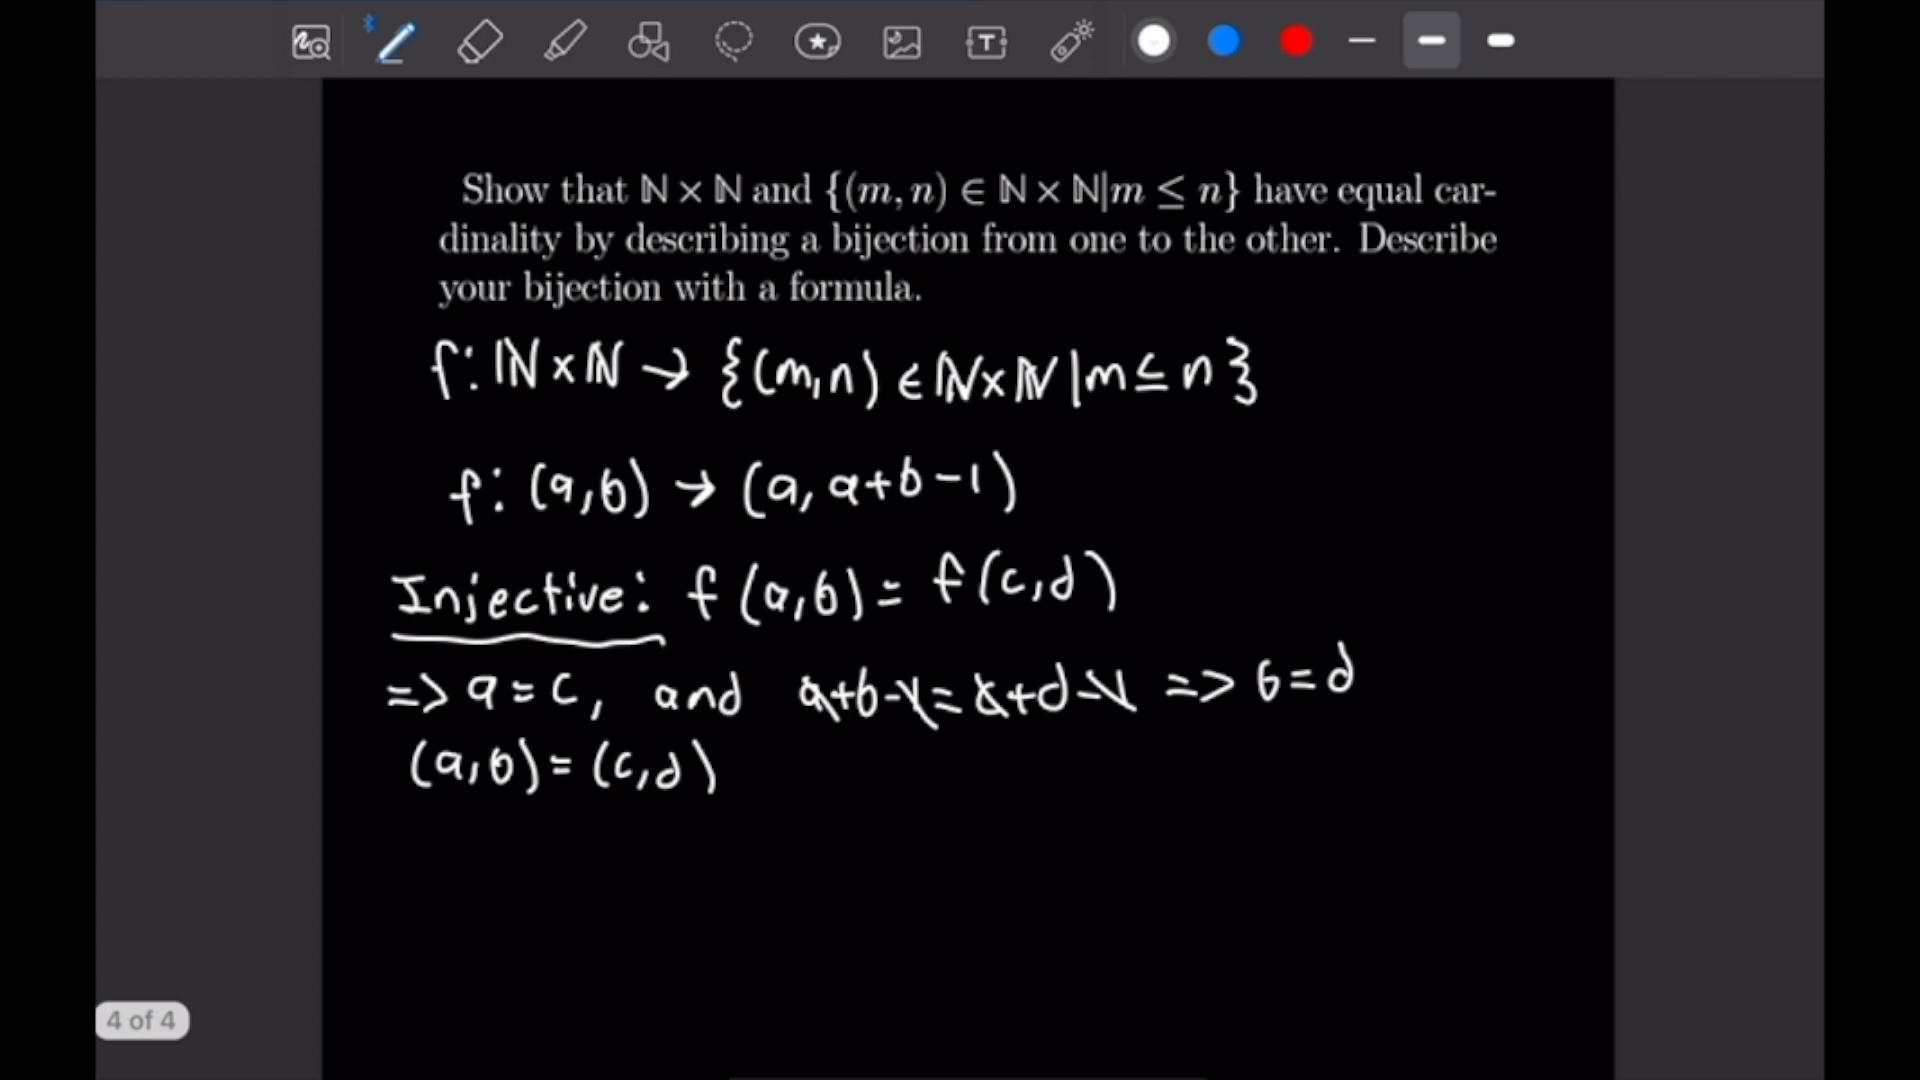 Show that ℕ × ℕ and {(m, n) ∈ ℕ × ℕ|m ≤ n} have equal car-
dinality by describing a bijection from one to the other. Describe
your bijection with a formula.
f: ℕ × ℕ → {(m,n) ∈ ℕ×ℕ | m ≤ n}
f: (a,b) → (a, a+b-1)
Injective: f(a,b) = f(c,d)
=> a=c, and a+b-1=a+d-1 => b=d
(a,b) = (c,d)
4 of 4